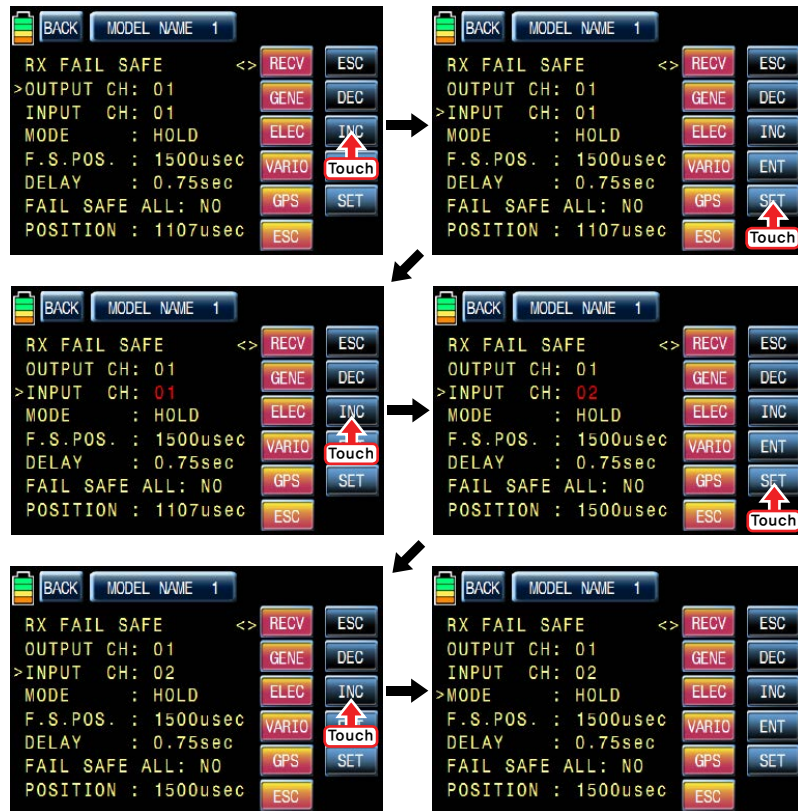 BACK MODEL NAME 1
RX FAIL SAFE <> RECV ESC
>OUTPUT CH: 01 GENE DEC
INPUT CH: 01 ELEC INC
MODE : HOLD
F.S.POS. : 1500usec VARIO Touch
DELAY : 0.75sec
FAIL SAFE ALL: NO GPS SET
POSITION : 1107usec ESC
BACK MODEL NAME 1
RX FAIL SAFE <> RECV ESC
OUTPUT CH: 01 GENE DEC
>INPUT CH: 01
MODE : HOLD ELEC INC
F.S.POS. : 1500usec VARIO ENT
DELAY : 0.75sec
FAIL SAFE ALL: NO GPS SET
POSITION : 1107usec ESC Touch
BACK MODEL NAME 1
RX FAIL SAFE <> RECV ESC
OUTPUT CH: 01 GENE DEC
>INPUT CH: 01
MODE : HOLD ELEC INC
F.S.POS. : 1500usec VARIO Touch
DELAY : 0.75sec
FAIL SAFE ALL: NO GPS SET
POSITION : 1107usec ESC
BACK MODEL NAME 1
RX FAIL SAFE <> RECV ESC
OUTPUT CH: 01 GENE DEC
>INPUT CH: 02
MODE : HOLD ELEC INC
F.S.POS. : 1500usec VARIO ENT
DELAY : 0.75sec
FAIL SAFE ALL: NO GPS SET
POSITION : 1500usec ESC Touch
BACK MODEL NAME 1
RX FAIL SAFE <> RECV ESC
OUTPUT CH: 01 GENE DEC
>INPUT CH: 02
MODE : HOLD ELEC INC
F.S.POS. : 1500usec VARIO Touch
DELAY : 0.75sec
FAIL SAFE ALL: NO GPS SET
POSITION : 1500usec ESC
BACK MODEL NAME 1
RX FAIL SAFE <> RECV ESC
OUTPUT CH: 01 GENE DEC
INPUT CH: 02
>MODE : HOLD ELEC INC
F.S.POS. : 1500usec VARIO ENT
DELAY : 0.75sec
FAIL SAFE ALL: NO GPS SET
POSITION : 1500usec ESC